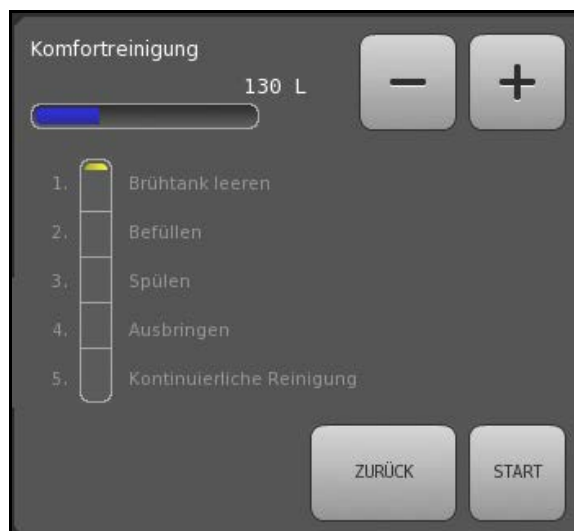 Komfortreinigung
130 L
− +
1. Brühtank leeren
2. Befüllen
3. Spülen
4. Ausbringen
5. Kontinuierliche Reinigung
ZURÜCK START